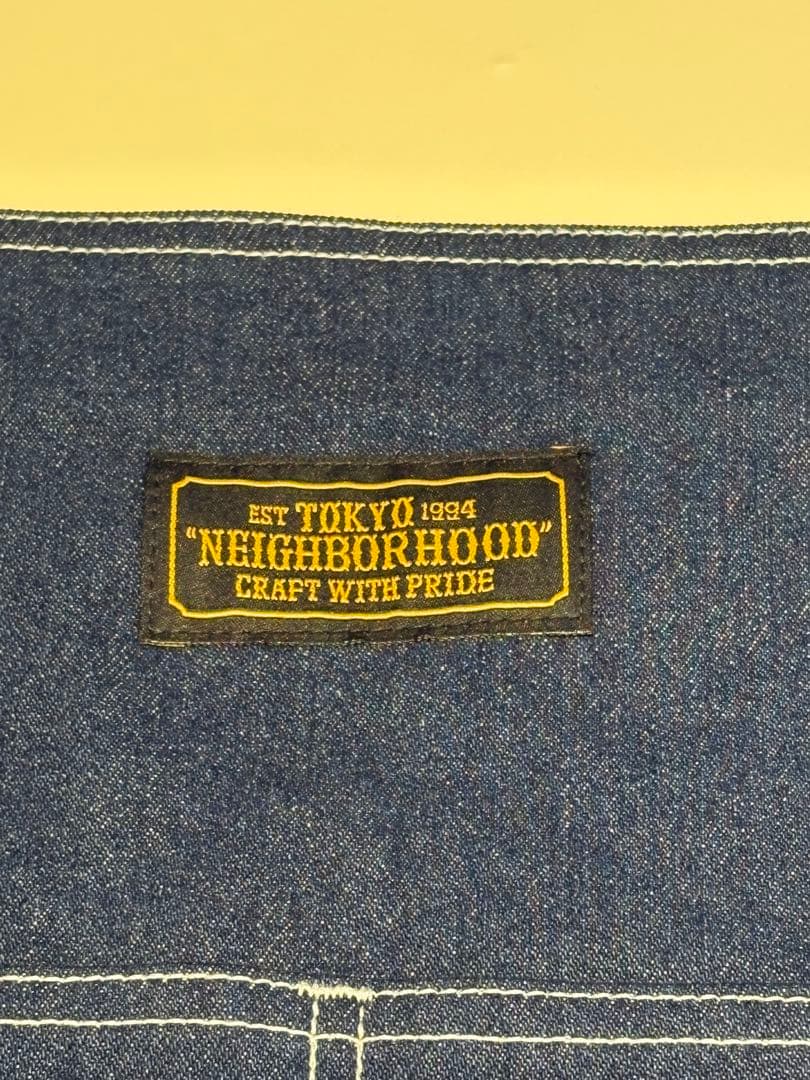 EST TOKYO 1994
"NEIGHBORHOOD"
CRAFT WITH PRIDE